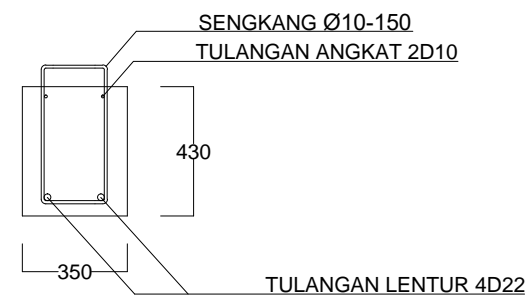 SENGKANG Ø10-150
TULANGAN ANGKAT 2D10
430
350
TULANGAN LENTUR 4D22